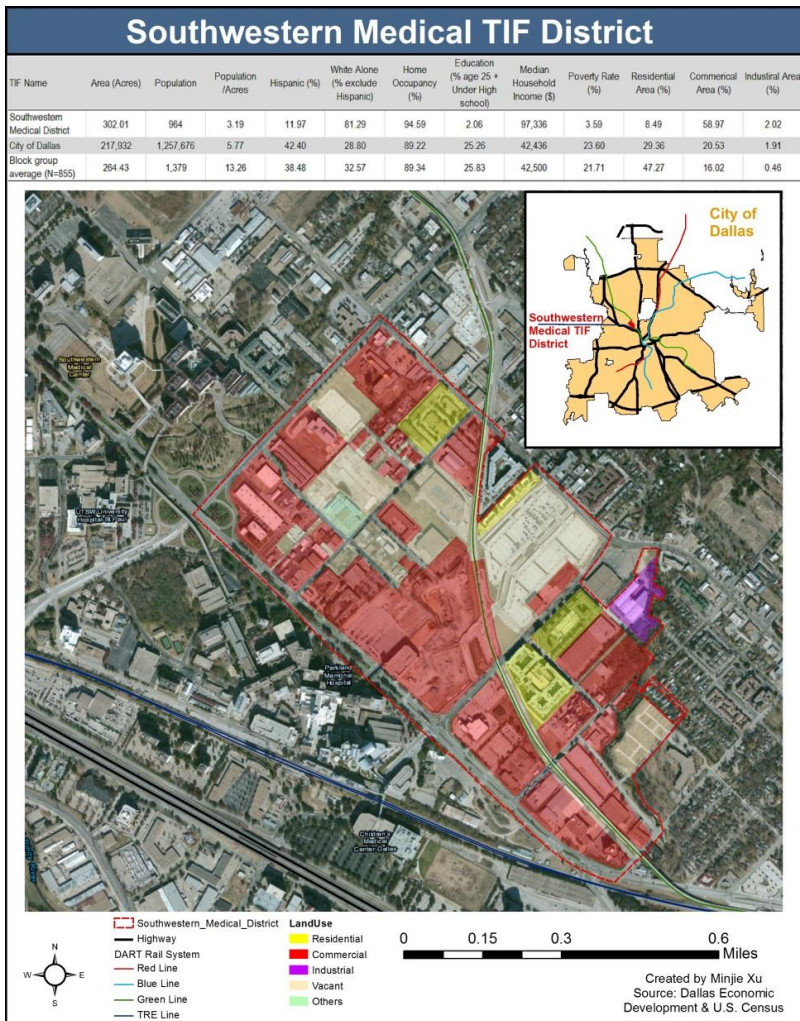 Southwestern Medical TIF District
TIF Name Area (Acres) Population Population /Acres Hispanic (%) White Alone (% exclude Hispanic) Home Occupancy (%) Education (% age 25 + Under High school) Median Household Income ($) Poverty Rate (%) Residential Area (%) Commerical Area (%) Industiral Area (%)
Southwestern Medical District 302.01 964 3.19 11.97 81.29 94.59 2.06 97,336 3.59 8.49 58.97 2.02
City of Dallas 217,932 1,257,676 5.77 42.40 28.80 89.22 25.26 42,436 23.60 29.36 20.53 1.91
Block group average (N=855) 264.43 1,379 13.26 38.48 32.57 89.34 25.83 42,500 21.71 47.27 16.02 0.46
City of
Dallas
Southwestern
Medical TIF
District
Southwestern
Medical
Center
UTSW University
Hospital St Paul
Parkland
Memorial
Hospital
Children's
Medical
Center-Dallas
River
N
W E
S
Southwestern_Medical_District
Highway
DART Rail System
Red Line
Blue Line
Green Line
TRE Line
LandUse
Residential
Commercial
Industrial
Vacant
Others
0 0.15 0.3 0.6
Miles
Created by Minjie Xu
Source: Dallas Economic
Development & U.S. Census